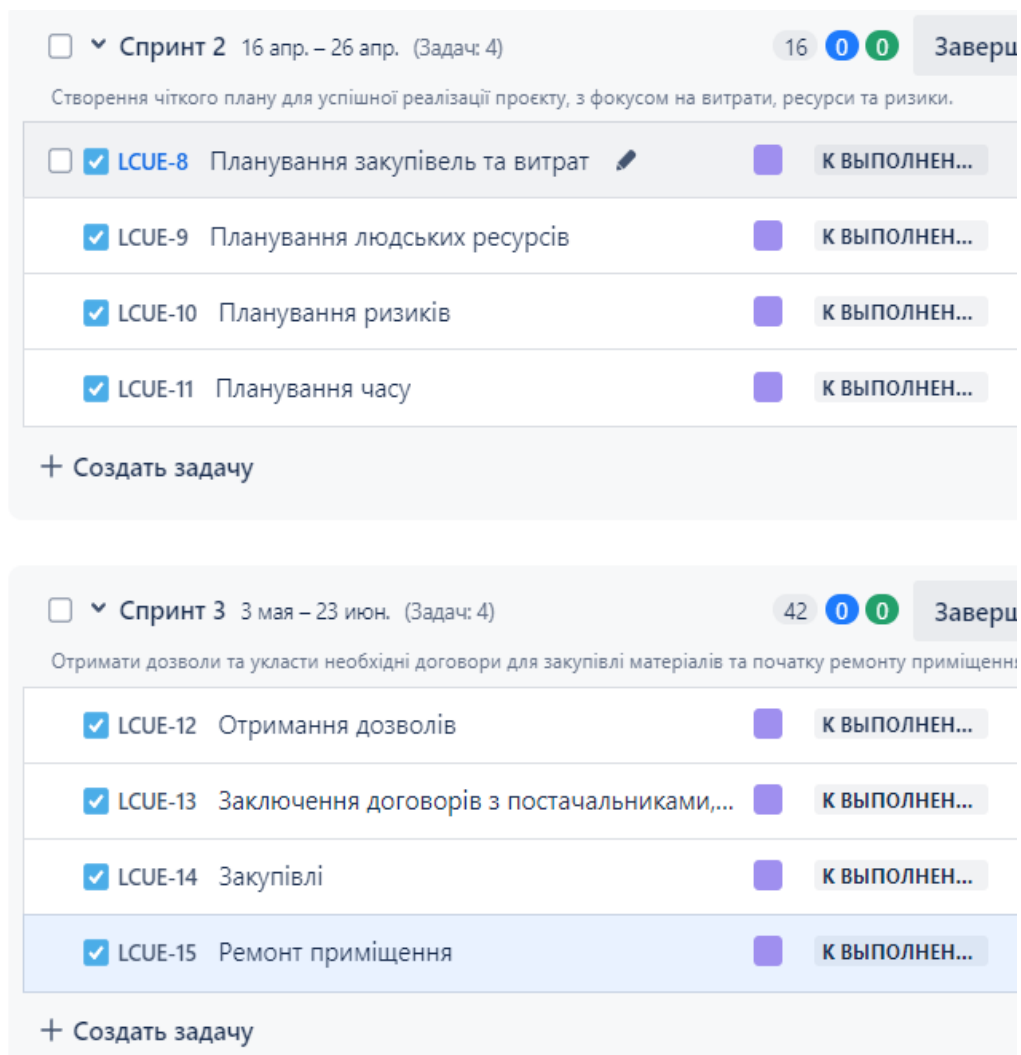 Спринт 2 16 апр. – 26 апр. (Задач: 4) 16 0 0
Створення чіткого плану для успішної реалізації проєкту, з фокусом на витрати, ресурси та ризики.
LCUE-8 Планування закупівель та витрат К ВЫПОЛНЕН...
LCUE-9 Планування людських ресурсів К ВЫПОЛНЕН...
LCUE-10 Планування ризиків К ВЫПОЛНЕН...
LCUE-11 Планування часу К ВЫПОЛНЕН...
+ Создать задачу
Спринт 3 3 мая – 23 июн. (Задач: 4) 42 0 0
Отримати дозволи та укласти необхідні договори для закупівлі матеріалів та початку ремонту приміщення
LCUE-12 Отримання дозволів К ВЫПОЛНЕН...
LCUE-13 Заключення договорів з постачальниками,... К ВЫПОЛНЕН...
LCUE-14 Закупівлі К ВЫПОЛНЕН...
LCUE-15 Ремонт приміщення К ВЫПОЛНЕН...
+ Создать задачу